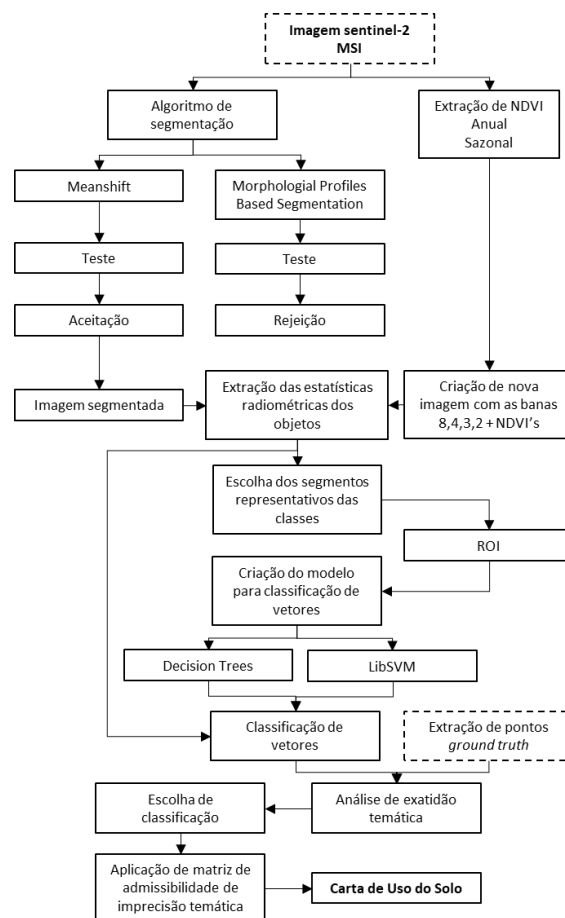 Imagem sentinel-2
MSI
Algoritmo de
segmentação
Extração de NDVI
Anual
Sazonal
Meanshift
Morphologial Profiles
Based Segmentation
Teste
Teste
Aceitação
Rejeição
Imagem segmentada
Extração das estatísticas
radiométricas dos
objetos
Criação de nova
imagem com as banas
8,4,3,2 + NDVI's
Escolha dos segmentos
representativos das
classes
ROI
Criação do modelo
para classificação de
vetores
Decision Trees
LibSVM
Classificação de
vetores
Extração de pontos
ground truth
Escolha de
classificação
Análise de exatidão
temática
Aplicação de matriz de
admissibilidade de
imprecisão temática
Carta de Uso do Solo